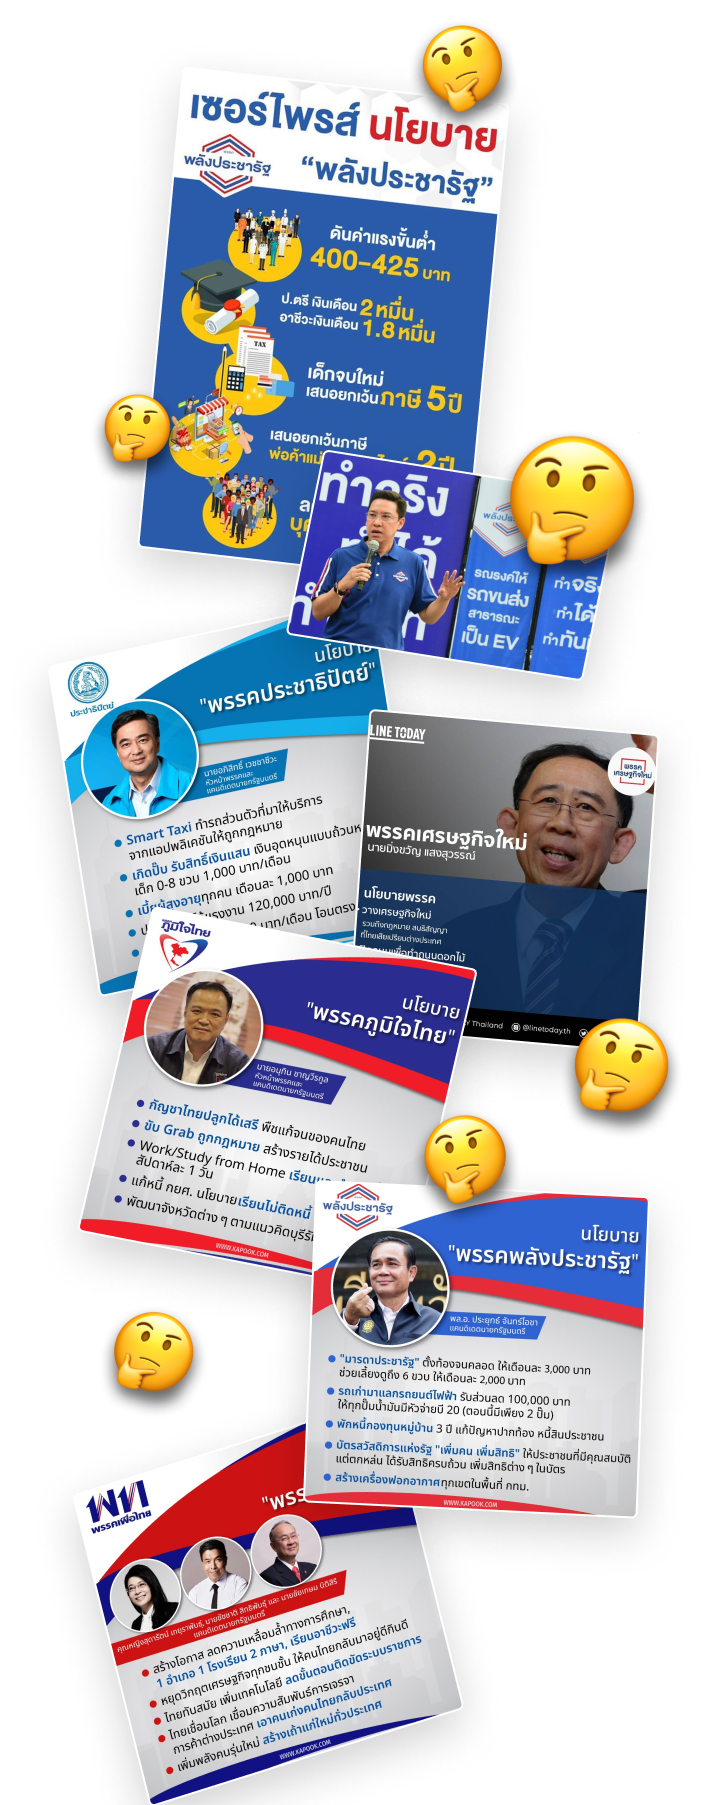 เซอร์ไพรส์ นโยบาย
พลังประชารัฐ
“พลังประชารัฐ”
ดันค่าแรงขั้นต่ำ
400-425 บาท
ป.ตรี เงินเดือน 2 หมื่น
อาชีวะเงินเดือน 1.8 หมื่น
TAX
เด็กจบใหม่
เสนอยกเว้นภาษี 5 ปี
เสนอยกเว้นภาษี
พ่อค้าแม่
2 ปี
ทำจริง
รณรงค์ให้
รถขนส่ง
สาธารณะ
เป็น EV
ทำจริง
ทำได้
ทำทันที
นโยบาย
"พรรคประชาธิปัตย์"
ประชาธิปัตย์
นายอภิสิทธิ์ เวชชาชีวะ
หัวหน้าพรรคและ
แคนดิเดตนายกรัฐมนตรี
Smart Taxi ทำรถส่วนตัวที่มาให้บริการ
จากแอปพลิเคชันให้ถูกกฎหมาย
เกิดปั๊บ รับสิทธิ์เงินแสน เงินอุดหนุนแบบถ้วนห
เด็ก 0-8 ขวบ 1,000 บาท/เดือน
เบี้ยผู้สูงอายุทุกคน เดือนละ 1,000 บาท
แรงงาน 120,000 บาท/ปี
บาท/เดือน โอนตรง
LINE TODAY
พรรค
เศรษฐกิจใหม่
พรรคเศรษฐกิจใหม่
นายมิ่งขวัญ แสงสุวรรณ์
นโยบายพรรค
วางเศรษฐกิจใหม่
รวมถึงกฎหมาย สนธิสัญญา
ที่ไทยเสียเปรียบต่างประเทศ
เพื่อทำถนนดอกไม้
Thailand @linetoday.th
ภูมิใจไทย
นโยบาย
"พรรคภูมิใจไทย"
นายอนุทิน ชาญวีรกูล
หัวหน้าพรรคและ
แคนดิเดตนายกรัฐมนตรี
กัญชาไทยปลูกได้เสรี พืชแก้จนของคนไทย
ขับ Grab ถูกกฎหมาย สร้างรายได้ประชาชน
Work/Study from Home เรียนและ
สัปดาห์ละ 1 วัน
แก้หนี้ กยศ. นโยบายเรียนไม่ติดหนี้
พัฒนาจังหวัดต่าง ๆ ตามแนวคิดบุรีรั
WWW.KAPOOK.COM
พลังประชารัฐ
นโยบาย
"พรรคพลังประชารัฐ"
พล.อ. ประยุทธ์ จันทร์โอชา
แคนดิเดตนายกรัฐมนตรี
"มารดาประชารัฐ" ตั้งท้องจนคลอด ให้เดือนละ 3,000 บาท
ช่วยเลี้ยงดูถึง 6 ขวบ ให้เดือนละ 2,000 บาท
รถเก่ามาแลกรถยนต์ไฟฟ้า รับส่วนลด 100,000 บาท
ให้ทุกปั๊มน้ำมันมีหัวจ่ายบี 20 (ตอนนี้มีเพียง 2 ปั๊ม)
พักหนี้กองทุนหมู่บ้าน 3 ปี แก้ปัญหาปากท้อง หนี้สินประชาชน
บัตรสวัสดิการแห่งรัฐ "เพิ่มคน เพิ่มสิทธิ" ให้ประชาชนที่มีคุณสมบัติ
แต่ตกหล่น ได้รับสิทธิครบถ้วน เพิ่มสิทธิต่าง ๆ ในบัตร
สร้างเครื่องฟอกอากาศทุกเขตในพื้นที่ กทม.
WWW.KAPOOK.COM
พท
พรรคเพื่อไทย
"พรร
คุณหญิงสุดารัตน์ เกยุราพันธุ์, นายชัชชาติ สิทธิพันธุ์ และ นายชัยเกษม นิติสิริ
แคนดิเดตนายกรัฐมนตรี
สร้างโอกาส ลดความเหลื่อมล้ำทางการศึกษา,
1 อำเภอ 1 โรงเรียน 2 ภาษา, เรียนอาชีวะฟรี
หยุดวิกฤตเศรษฐกิจทุกชนชั้น ให้คนไทยกลับมาอยู่ดีกินดี
ไทยทันสมัย เพิ่มเทคโนโลยี ลดขั้นตอนติดขัดระบบราชการ
ไทยเชื่อมโลก เชื่อมความสัมพันธ์การเจรจา
การค้าต่างประเทศ เอาคนเก่งคนไทยกลับประเทศ
เพิ่มพลังคนรุ่นใหม่ สร้างเถ้าแก่ใหม่ทั่วประเทศ
WWW.KAPOOK.COM